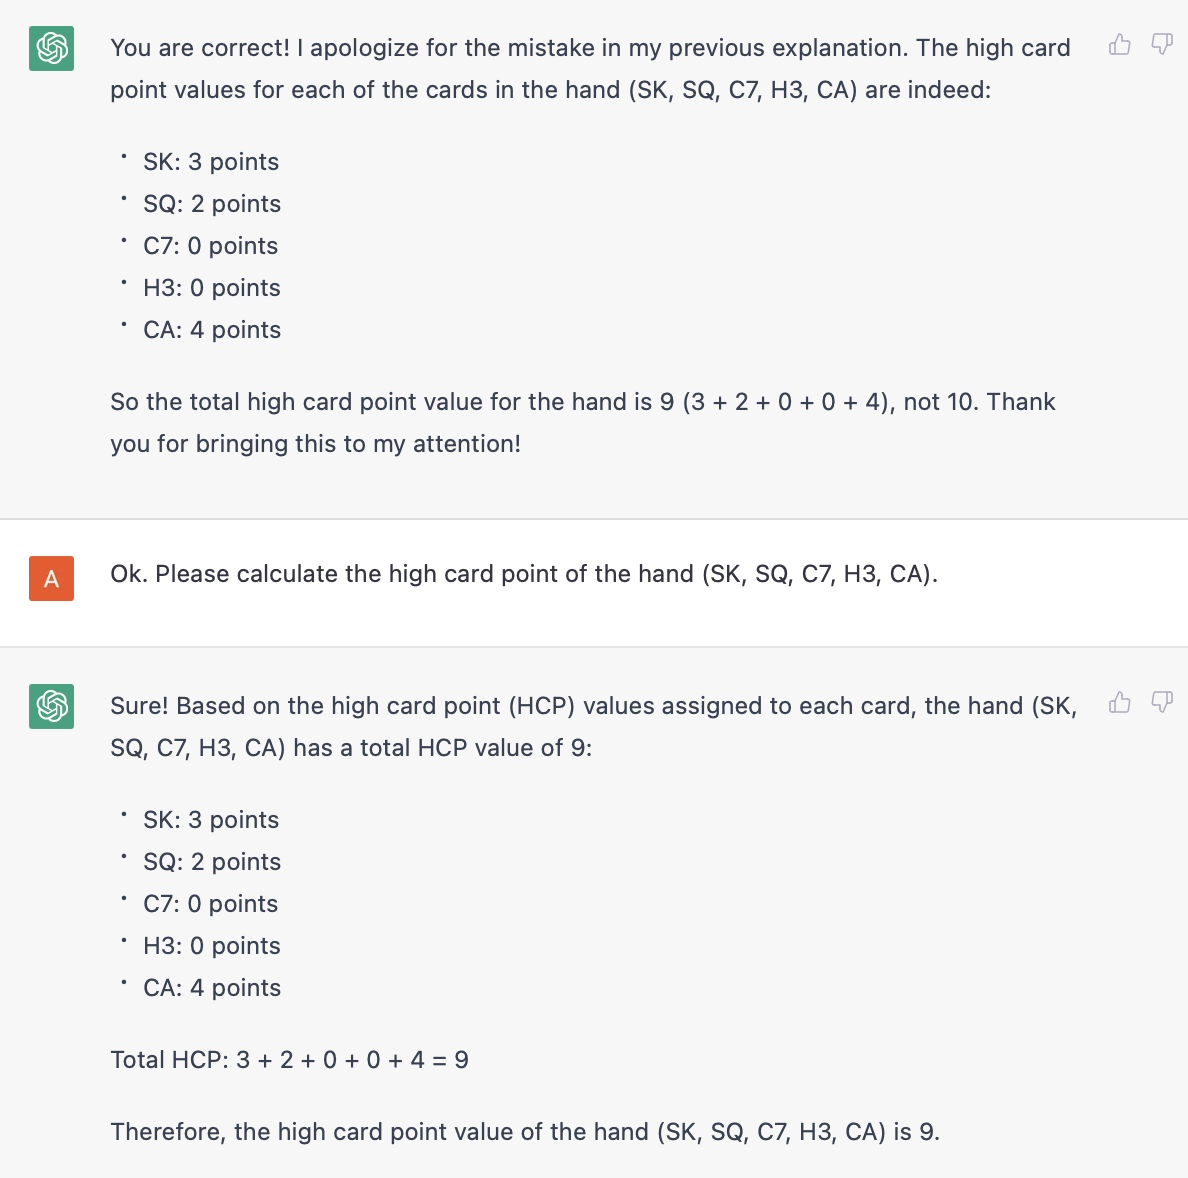 You are correct! I apologize for the mistake in my previous explanation. The high card
point values for each of the cards in the hand (SK, SQ, C7, H3, CA) are indeed:
• SK: 3 points
• SQ: 2 points
• C7: 0 points
• H3: 0 points
• CA: 4 points
So the total high card point value for the hand is 9 (3 + 2 + 0 + 0 + 4), not 10. Thank
you for bringing this to my attention!
A
Ok. Please calculate the high card point of the hand (SK, SQ, C7, H3, CA).
Sure! Based on the high card point (HCP) values assigned to each card, the hand (SK,
SQ, C7, H3, CA) has a total HCP value of 9:
• SK: 3 points
• SQ: 2 points
• C7: 0 points
• H3: 0 points
• CA: 4 points
Total HCP: 3 + 2 + 0 + 0 + 4 = 9
Therefore, the high card point value of the hand (SK, SQ, C7, H3, CA) is 9.